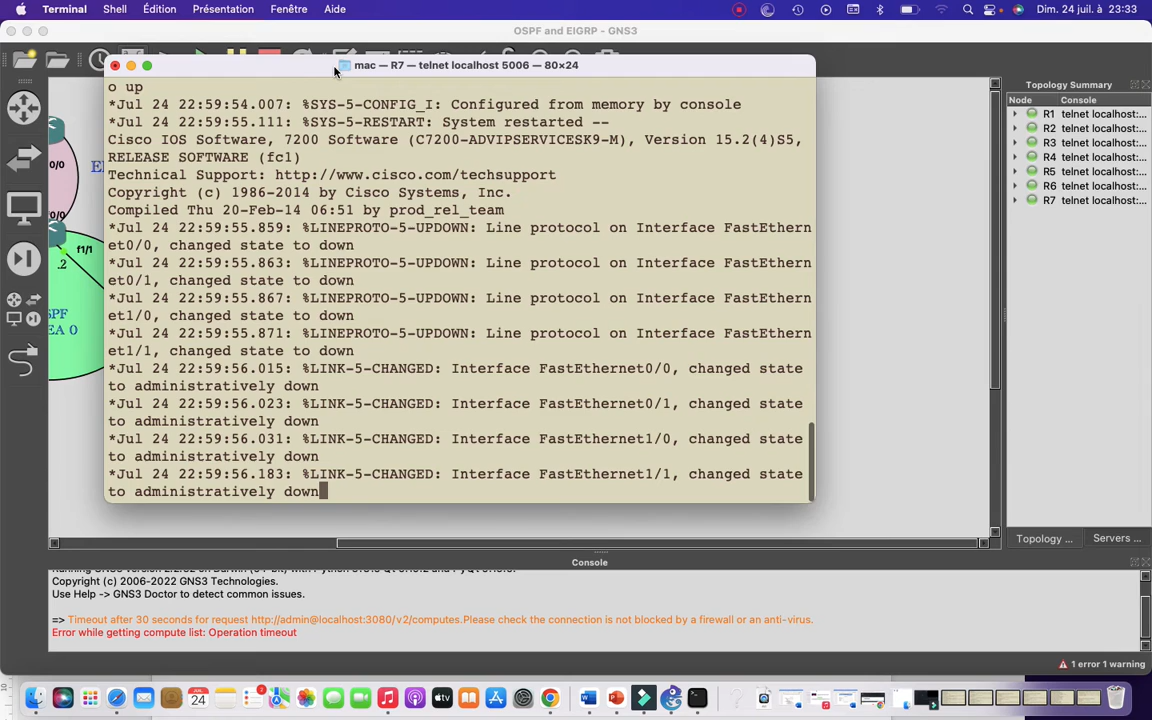 Terminal Shell Édition Présentation Fenêtre Aide Dim. 24 juil. à 23:33
OSPF and EIGRP - GNS3
mac — R7 — telnet localhost 5006 — 80×24
o up
*Jul 24 22:59:54.007: %SYS-5-CONFIG_I: Configured from memory by console
*Jul 24 22:59:55.111: %SYS-5-RESTART: System restarted --
Cisco IOS Software, 7200 Software (C7200-ADVIPSERVICESK9-M), Version 15.2(4)S5,
RELEASE SOFTWARE (fc1)
Technical Support: http://www.cisco.com/techsupport
Copyright (c) 1986-2014 by Cisco Systems, Inc.
Compiled Thu 20-Feb-14 06:51 by prod_rel_team
*Jul 24 22:59:55.859: %LINEPROTO-5-UPDOWN: Line protocol on Interface FastEthern
et0/0, changed state to down
*Jul 24 22:59:55.863: %LINEPROTO-5-UPDOWN: Line protocol on Interface FastEthern
et0/1, changed state to down
*Jul 24 22:59:55.867: %LINEPROTO-5-UPDOWN: Line protocol on Interface FastEthern
et1/0, changed state to down
*Jul 24 22:59:55.871: %LINEPROTO-5-UPDOWN: Line protocol on Interface FastEthern
et1/1, changed state to down
*Jul 24 22:59:56.015: %LINK-5-CHANGED: Interface FastEthernet0/0, changed state
to administratively down
*Jul 24 22:59:56.023: %LINK-5-CHANGED: Interface FastEthernet0/1, changed state
to administratively down
*Jul 24 22:59:56.031: %LINK-5-CHANGED: Interface FastEthernet1/0, changed state
to administratively down
*Jul 24 22:59:56.183: %LINK-5-CHANGED: Interface FastEthernet1/1, changed state
to administratively down
0/0
E
0/0
f1/1
.2
SPF
EA 0
Topology Summary
Node Console
R1 telnet localhost:...
R2 telnet localhost:...
R3 telnet localhost:...
R4 telnet localhost:...
R5 telnet localhost:...
R6 telnet localhost:...
R7 telnet localhost:...
Topology ... Servers ...
Console
Copyright (c) 2006-2022 GNS3 Technologies.
Use Help -> GNS3 Doctor to detect common issues.
=> Timeout after 30 seconds for request http://admin@localhost:3080/v2/computes.Please check the connection is not blocked by a firewall or an anti-virus.
Error while getting compute list: Operation timeout
1 error 1 warning